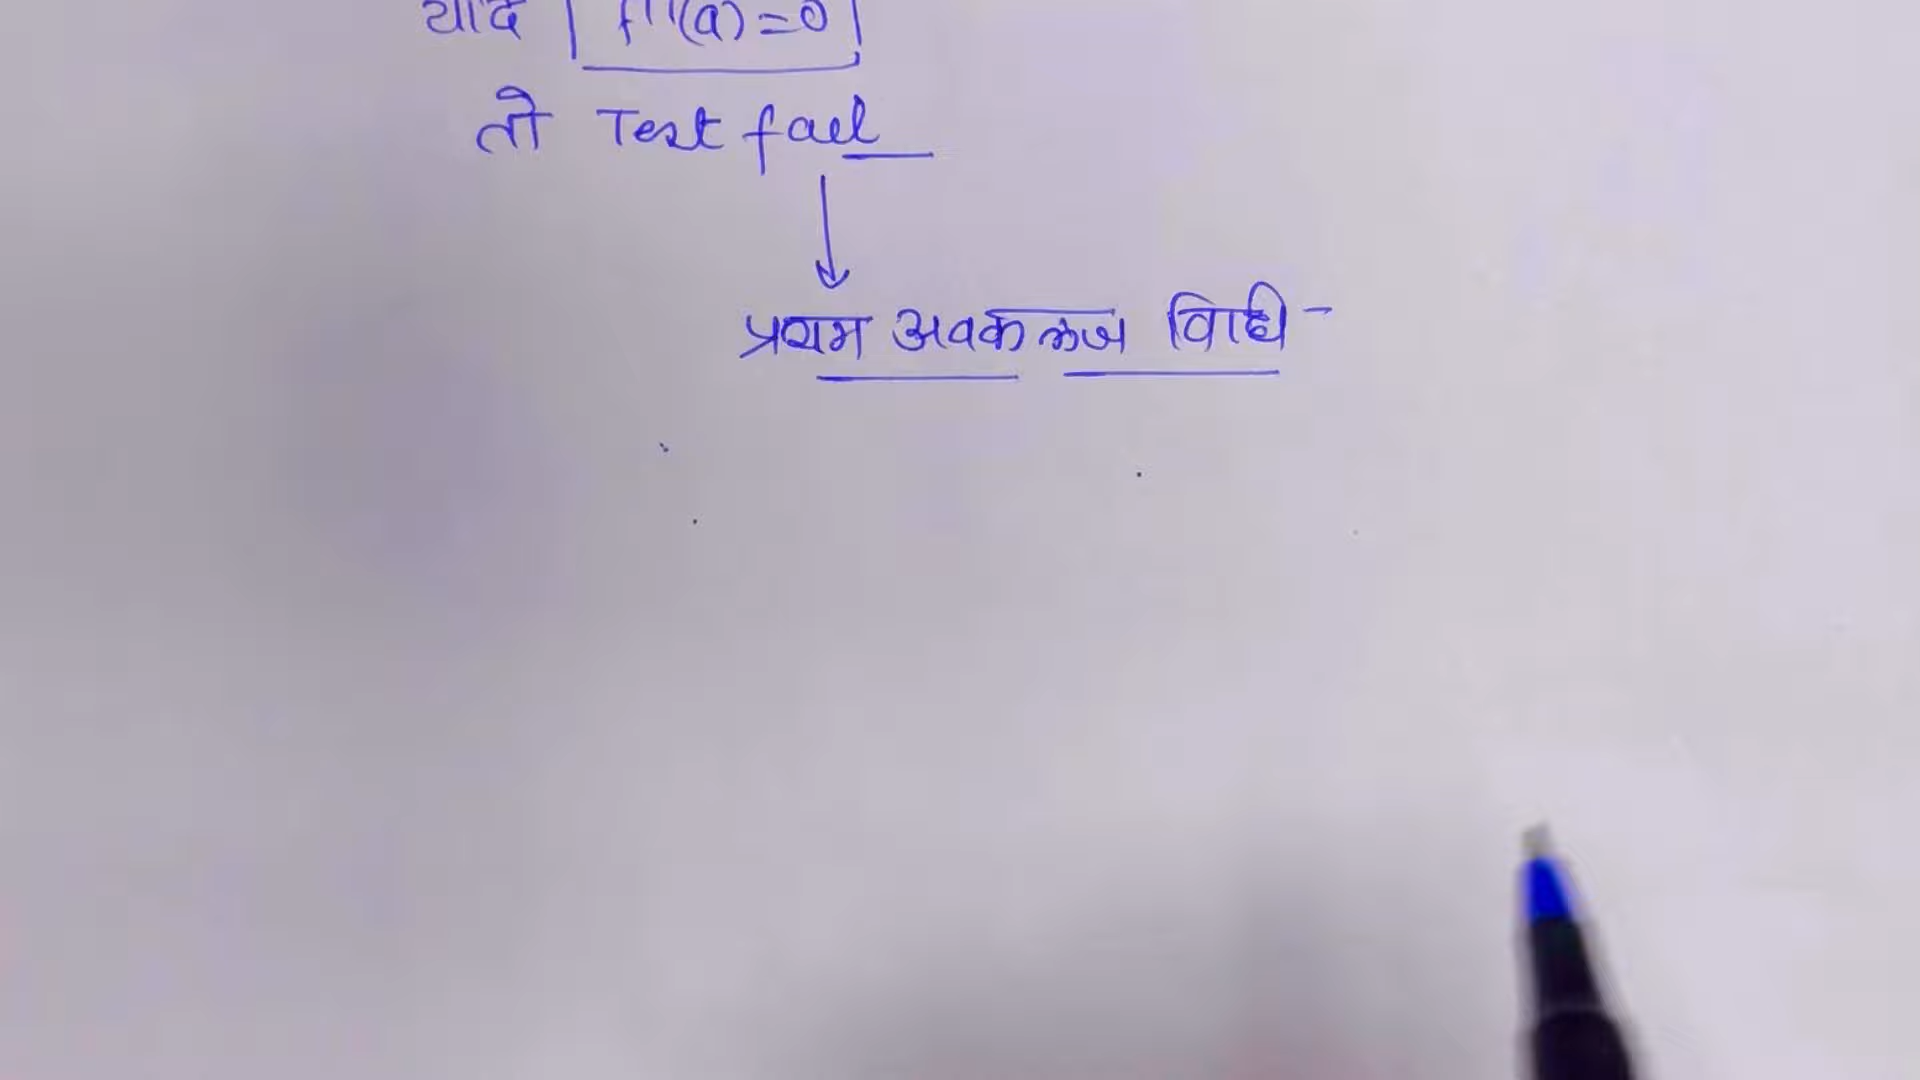 यदि f''(a)=0
तो Test fail
प्रथम अवकलज विधि -